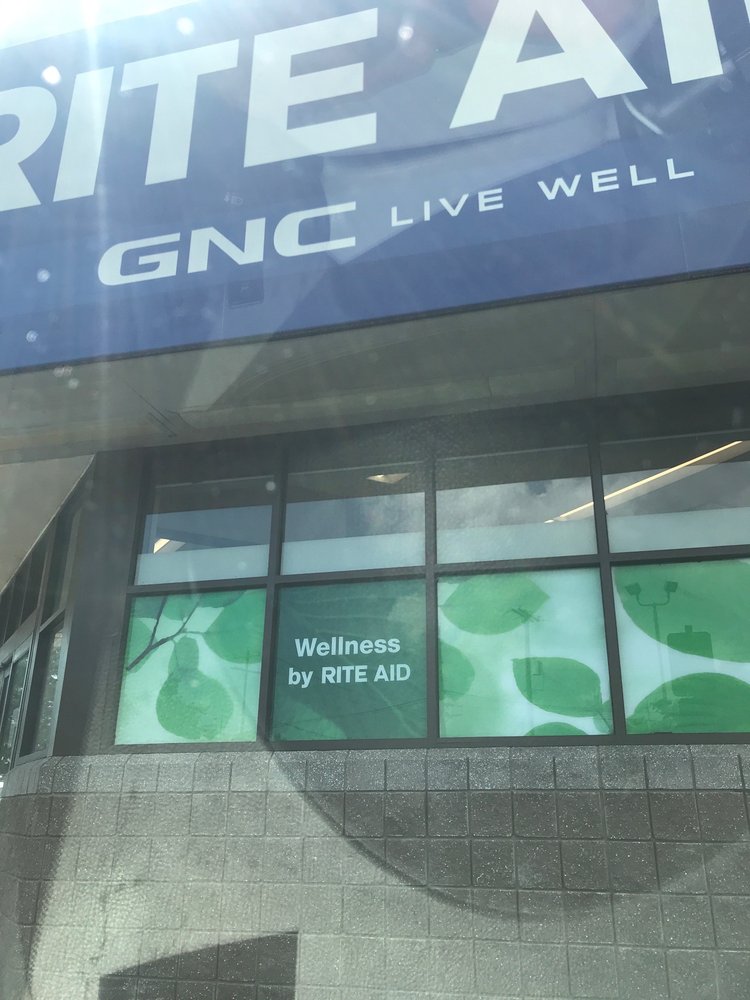 RITE AI
GNC LIVE WELL
Wellness
by RITE AID